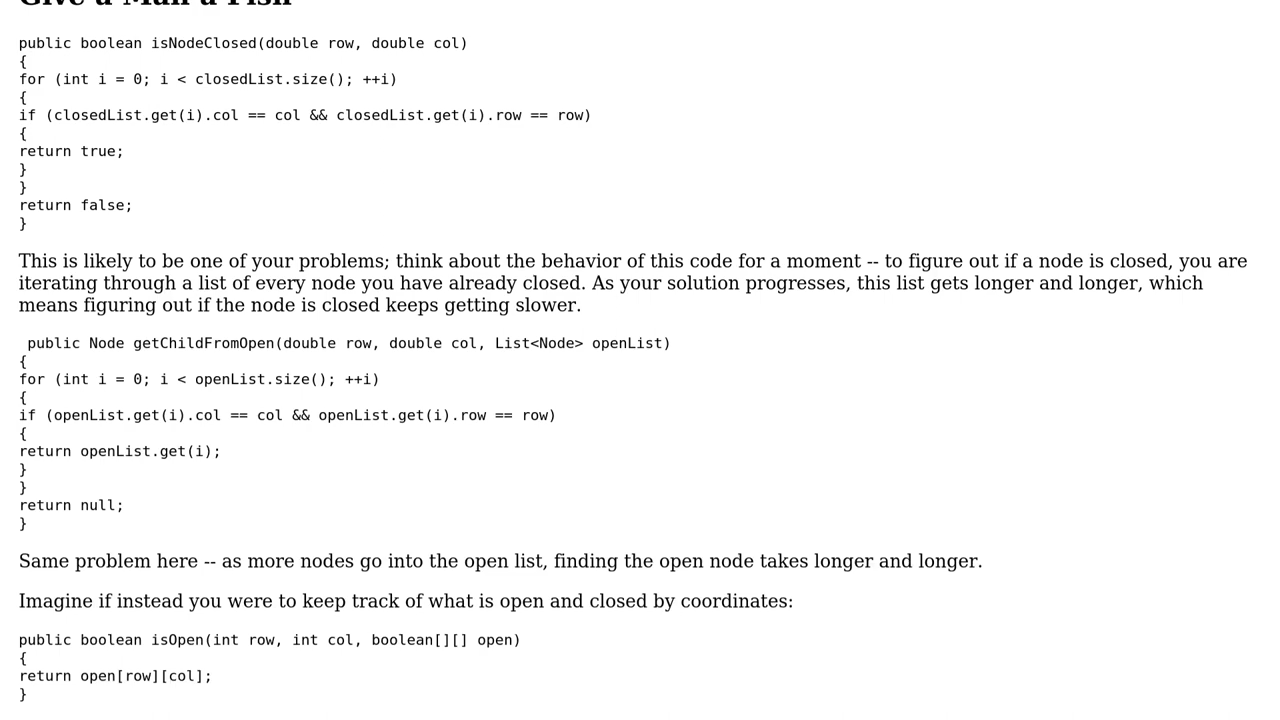 Give a Man a Fish
public boolean isNodeClosed(double row, double col)
{
for (int i = 0; i < closedList.size(); ++i)
{
if (closedList.get(i).col == col && closedList.get(i).row == row)
{
return true;
}
}
return false;
}
This is likely to be one of your problems; think about the behavior of this code for a moment -- to figure out if a node is closed, you are
iterating through a list of every node you have already closed. As your solution progresses, this list gets longer and longer, which
means figuring out if the node is closed keeps getting slower.
public Node getChildFromOpen(double row, double col, List<Node> openList)
{
for (int i = 0; i < openList.size(); ++i)
{
if (openList.get(i).col == col && openList.get(i).row == row)
{
return openList.get(i);
}
}
return null;
}
Same problem here -- as more nodes go into the open list, finding the open node takes longer and longer.
Imagine if instead you were to keep track of what is open and closed by coordinates:
public boolean isOpen(int row, int col, boolean[][] open)
{
return open[row][col];
}